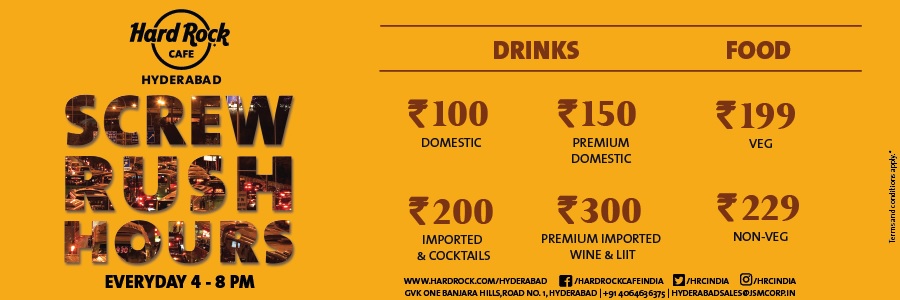 Hard Rock
CAFE
HYDERABAD
SCREW
RUSH
HOURS
EVERYDAY 4 - 8 PM
DRINKS
FOOD
₹100
DOMESTIC
₹150
PREMIUM
DOMESTIC
₹199
VEG
₹200
IMPORTED
& COCKTAILS
₹300
PREMIUM IMPORTED
WINE & LIIT
₹229
NON-VEG
WWW.HARDROCK.COM/HYDERABAD /HARDROCKCAFEINDIA /HRCINDIA /HRCINDIA
GVK ONE BANJARA HILLS,ROAD NO. 1, HYDERABAD | +91 4064636375 | HYDERABADSALES@JSMCORP.IN
Terms and conditions apply.*